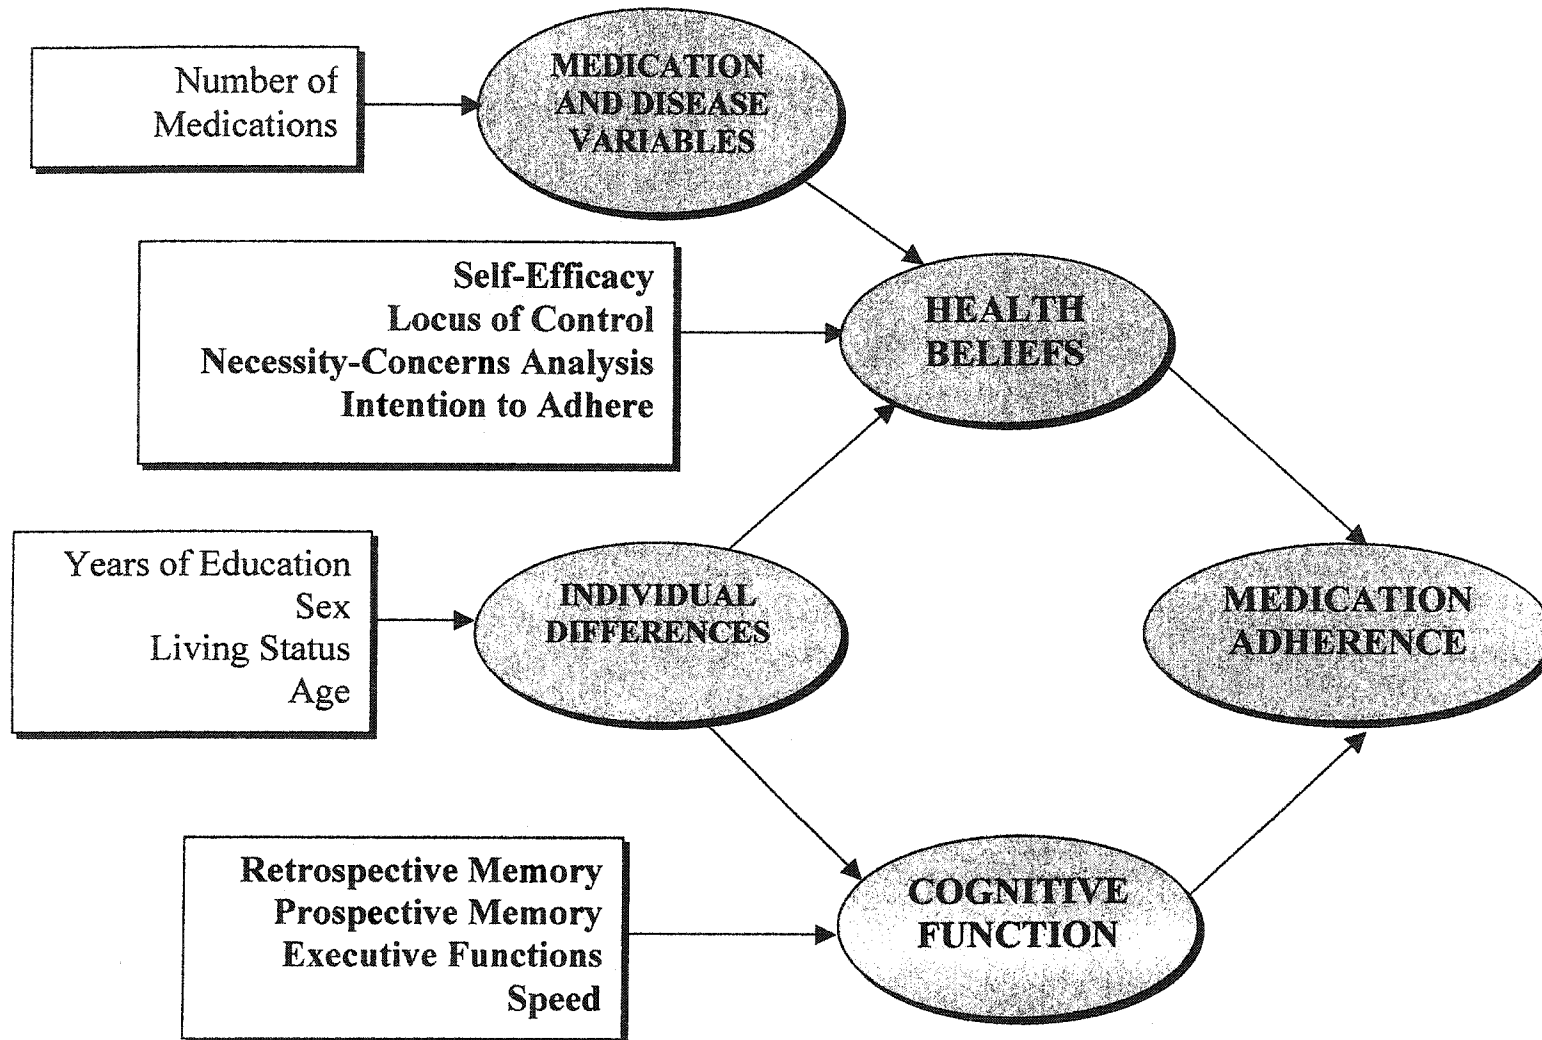 Number of
Medications
MEDICATION
AND DISEASE
VARIABLES
Self-Efficacy
Locus of Control
Necessity-Concerns Analysis
Intention to Adhere
HEALTH
BELIEFS
Years of Education
Sex
Living Status
Age
INDIVIDUAL
DIFFERENCES
MEDICATION
ADHERENCE
Retrospective Memory
Prospective Memory
Executive Functions
Speed
COGNITIVE
FUNCTION